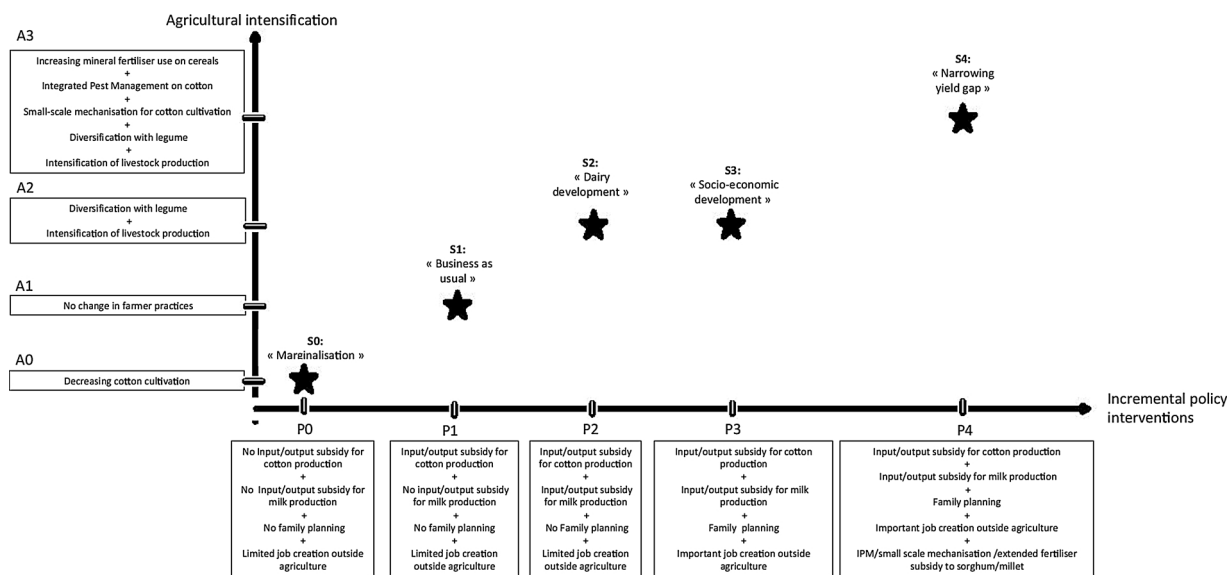 Agricultural intensification
A3
Increasing mineral fertiliser use on cereals
+
Integrated Pest Management on cotton
+
Small-scale mechanisation for cotton cultivation
+
Diversification with legume
+
Intensification of livestock production
A2
Diversification with legume
+
Intensification of livestock production
A1
No change in farmer practices
A0
Decreasing cotton cultivation
S0:
« Marginalisation »
S1:
« Business as
usual »
S2:
« Dairy
development »
S3:
« Socio-economic
development »
S4:
« Narrowing
yield gap »
Incremental policy
interventions
P0
No Input/output subsidy for
cotton production
+
No Input/output subsidy for
milk production
+
No family planning
+
Limited job creation outside
agriculture
P1
Input/output subsidy for
cotton production
+
No input/output subsidy
for milk production
+
No family planning
+
Limited job creation
outside agriculture
P2
Input/output subsidy
for cotton production
+
Input/output subsidy
for milk production
+
No Family planning
+
Limited job creation
outside agriculture
P3
Input/output subsidy for cotton
production
+
Input/output subsidy for milk
production
+
Family planning
+
Important job creation outside
agriculture
P4
Input/output subsidy for cotton production
+
Input/output subsidy for milk production
+
Family planning
+
Important job creation outside agriculture
+
IPM/small scale mechanisation /extended fertiliser
subsidy to sorghum/millet